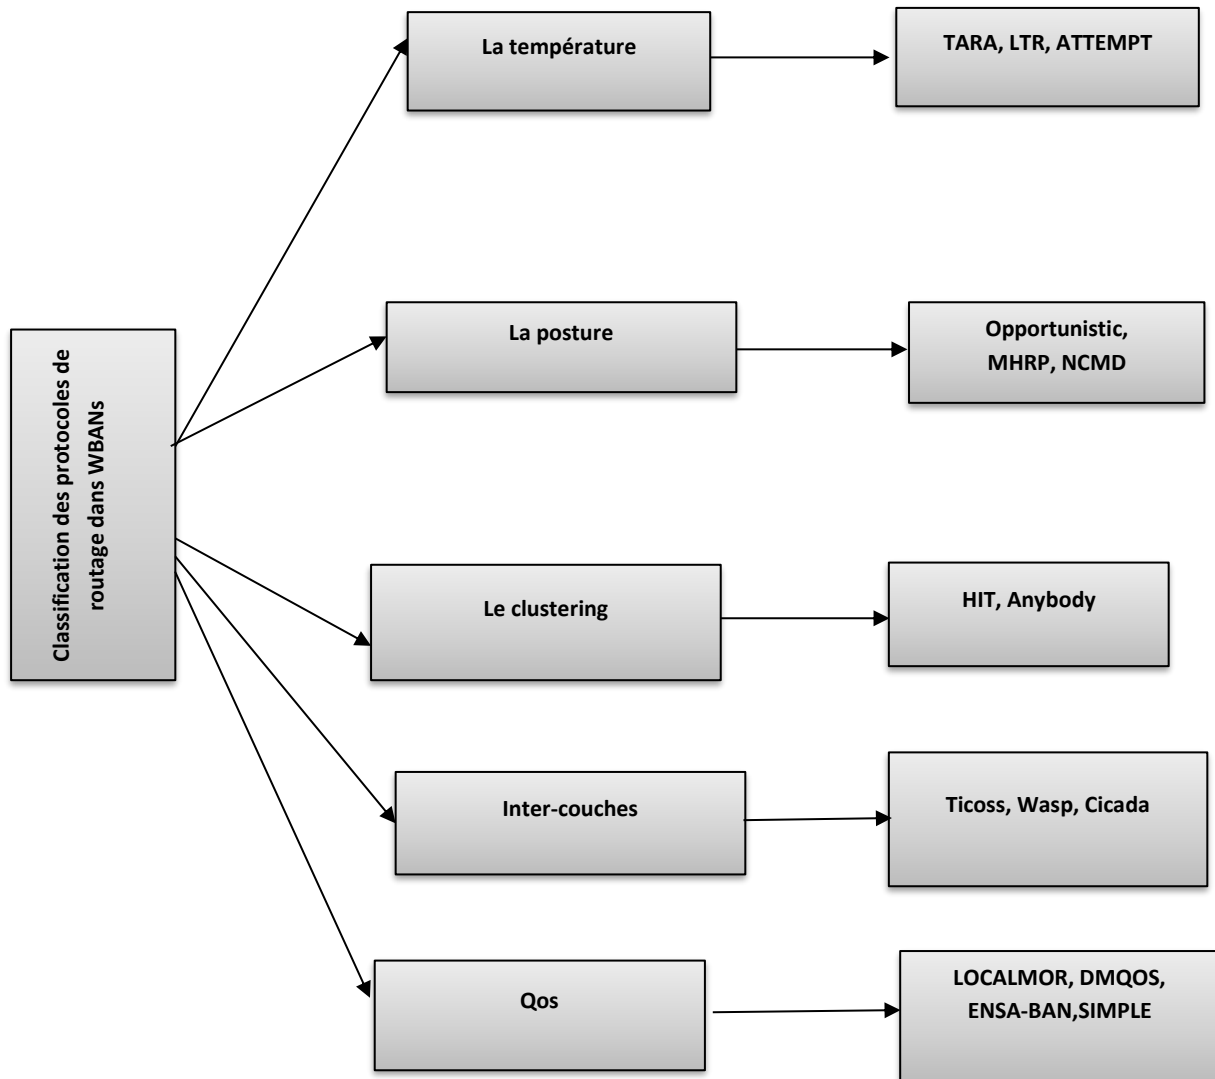 Classification des protocoles de
routage dans WBANs
La température
TARA, LTR, ATTEMPT
La posture
Opportunistic,
MHRP, NCMD
Le clustering
HIT, Anybody
Inter-couches
Ticoss, Wasp, Cicada
Qos
LOCALMOR, DMQOS,
ENSA-BAN,SIMPLE